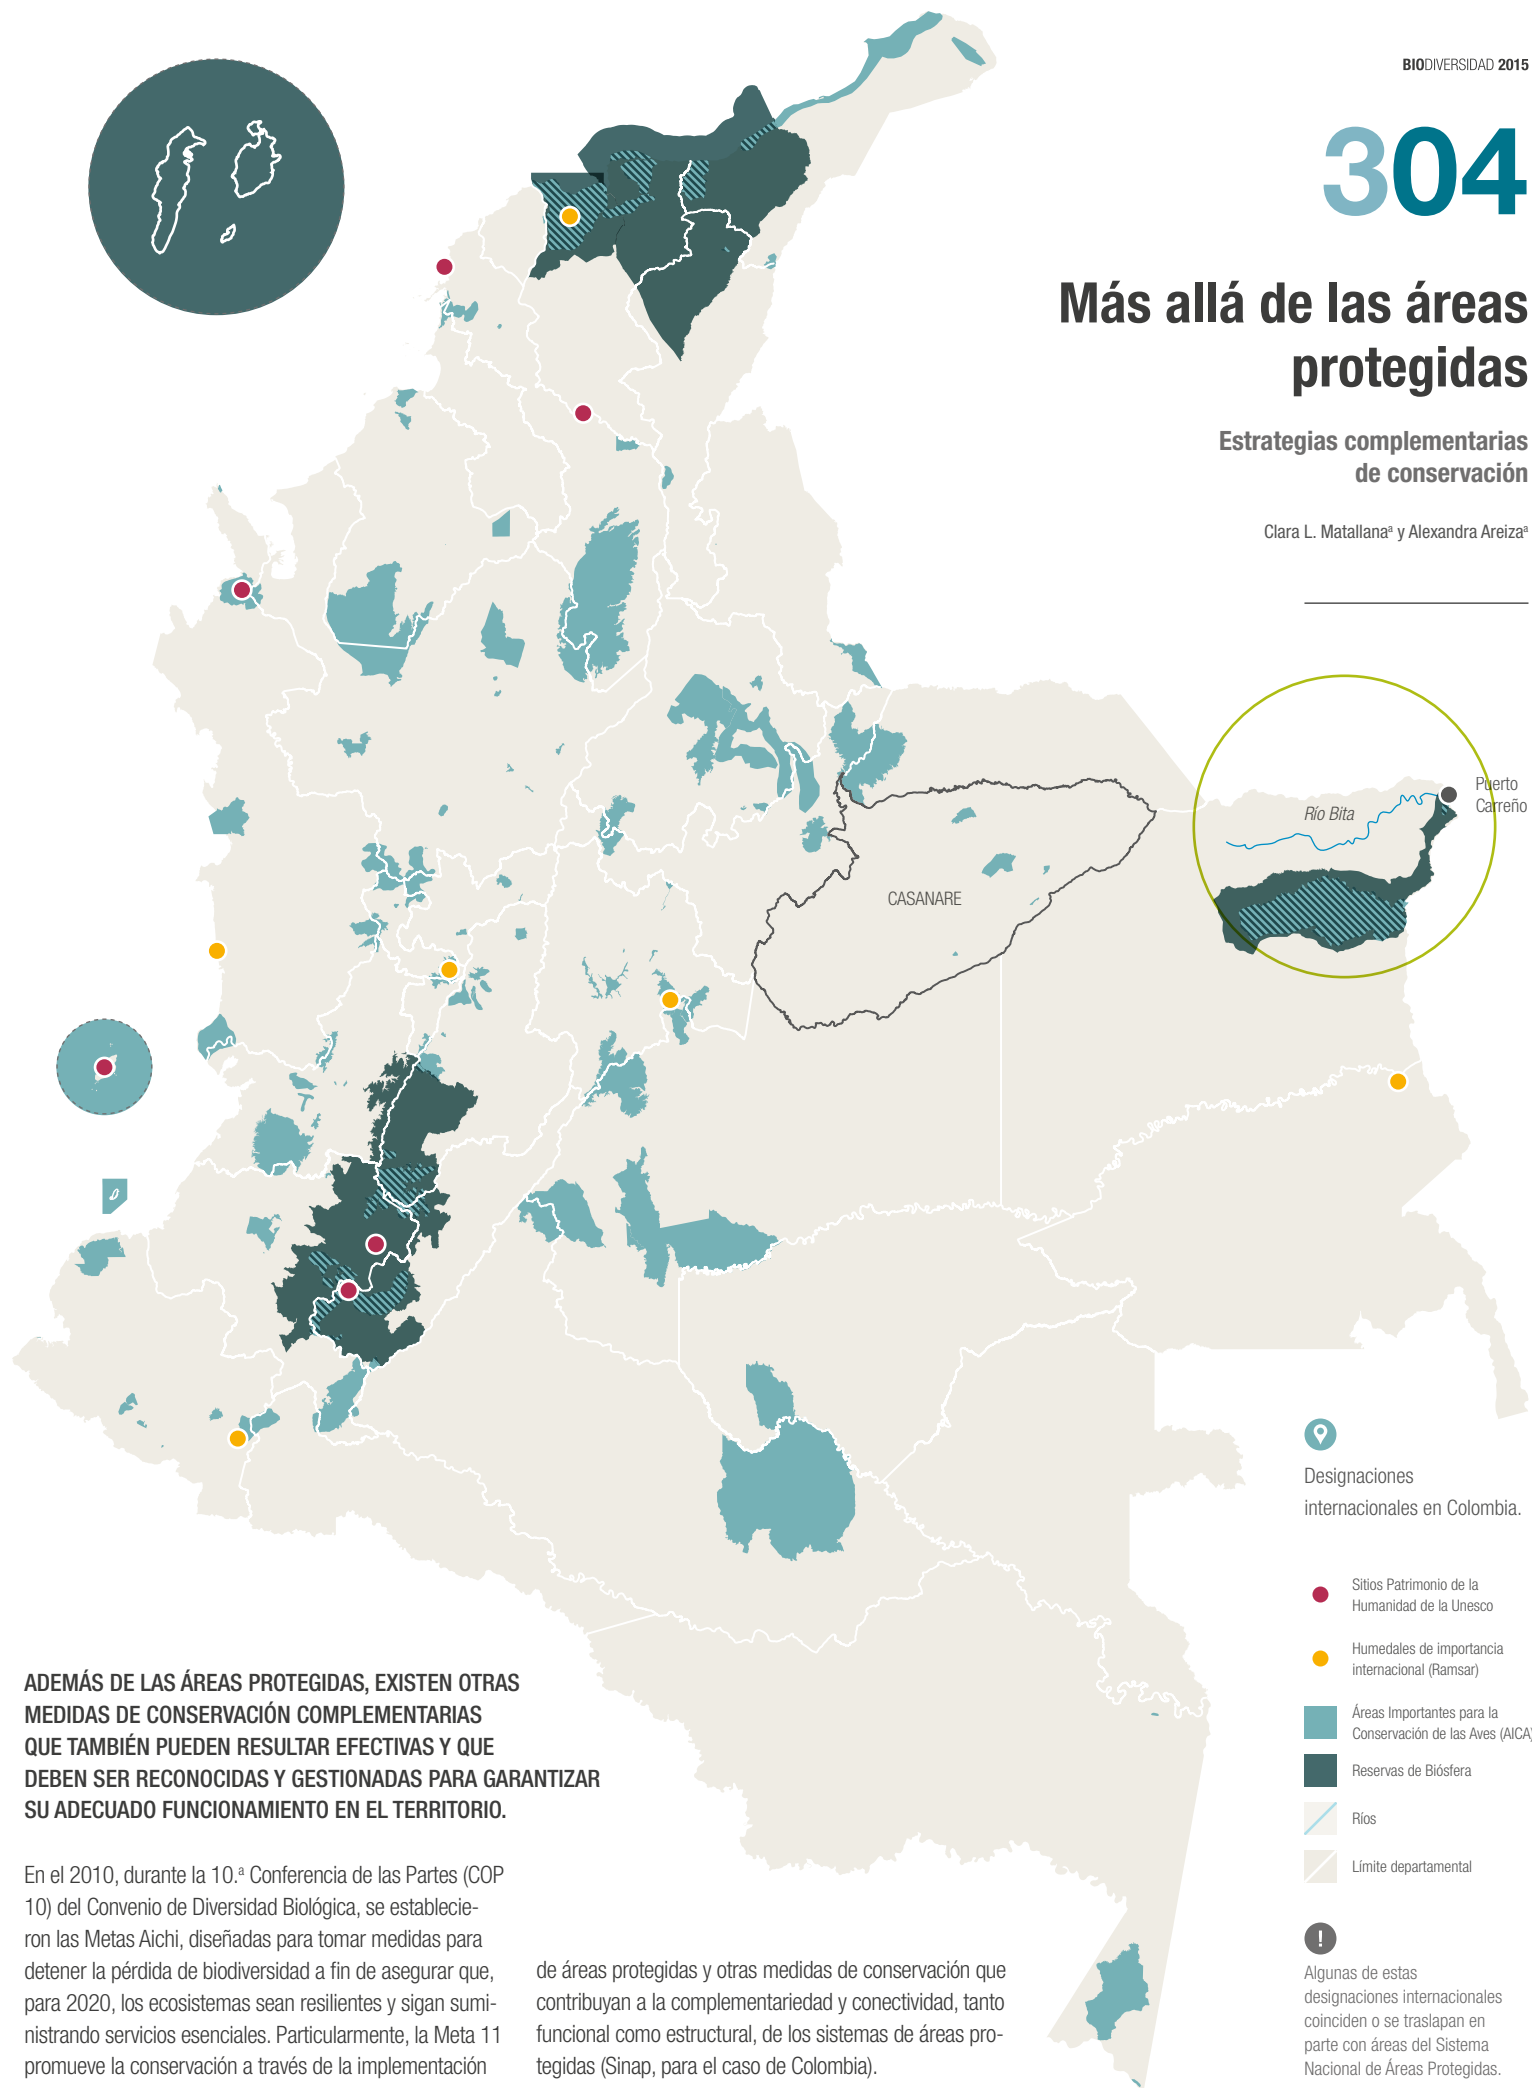 BIODIVERSIDAD 2015
304
Más allá de las áreas
protegidas
Estrategias complementarias
de conservación
Clara L. Matallanaª y Alexandra Areizaª
Puerto
Carreño
Río Bita
CASANARE
Designaciones
internacionales en Colombia.
Sitios Patrimonio de la
Humanidad de la Unesco
Humedales de importancia
internacional (Ramsar)
Áreas Importantes para la
Conservación de las Aves (AICA)
Reservas de Biósfera
Ríos
Límite departamental
!
Algunas de estas
designaciones internacionales
coinciden o se traslapan en
parte con áreas del Sistema
Nacional de Áreas Protegidas.
ADEMÁS DE LAS ÁREAS PROTEGIDAS, EXISTEN OTRAS
MEDIDAS DE CONSERVACIÓN COMPLEMENTARIAS
QUE TAMBIÉN PUEDEN RESULTAR EFECTIVAS Y QUE
DEBEN SER RECONOCIDAS Y GESTIONADAS PARA GARANTIZAR
SU ADECUADO FUNCIONAMIENTO EN EL TERRITORIO.
En el 2010, durante la 10.ª Conferencia de las Partes (COP
10) del Convenio de Diversidad Biológica, se establecie-
ron las Metas Aichi, diseñadas para tomar medidas para
detener la pérdida de biodiversidad a fin de asegurar que,
para 2020, los ecosistemas sean resilientes y sigan sumi-
nistrando servicios esenciales. Particularmente, la Meta 11
promueve la conservación a través de la implementación
de áreas protegidas y otras medidas de conservación que
contribuyan a la complementariedad y conectividad, tanto
funcional como estructural, de los sistemas de áreas pro-
tegidas (Sinap, para el caso de Colombia).